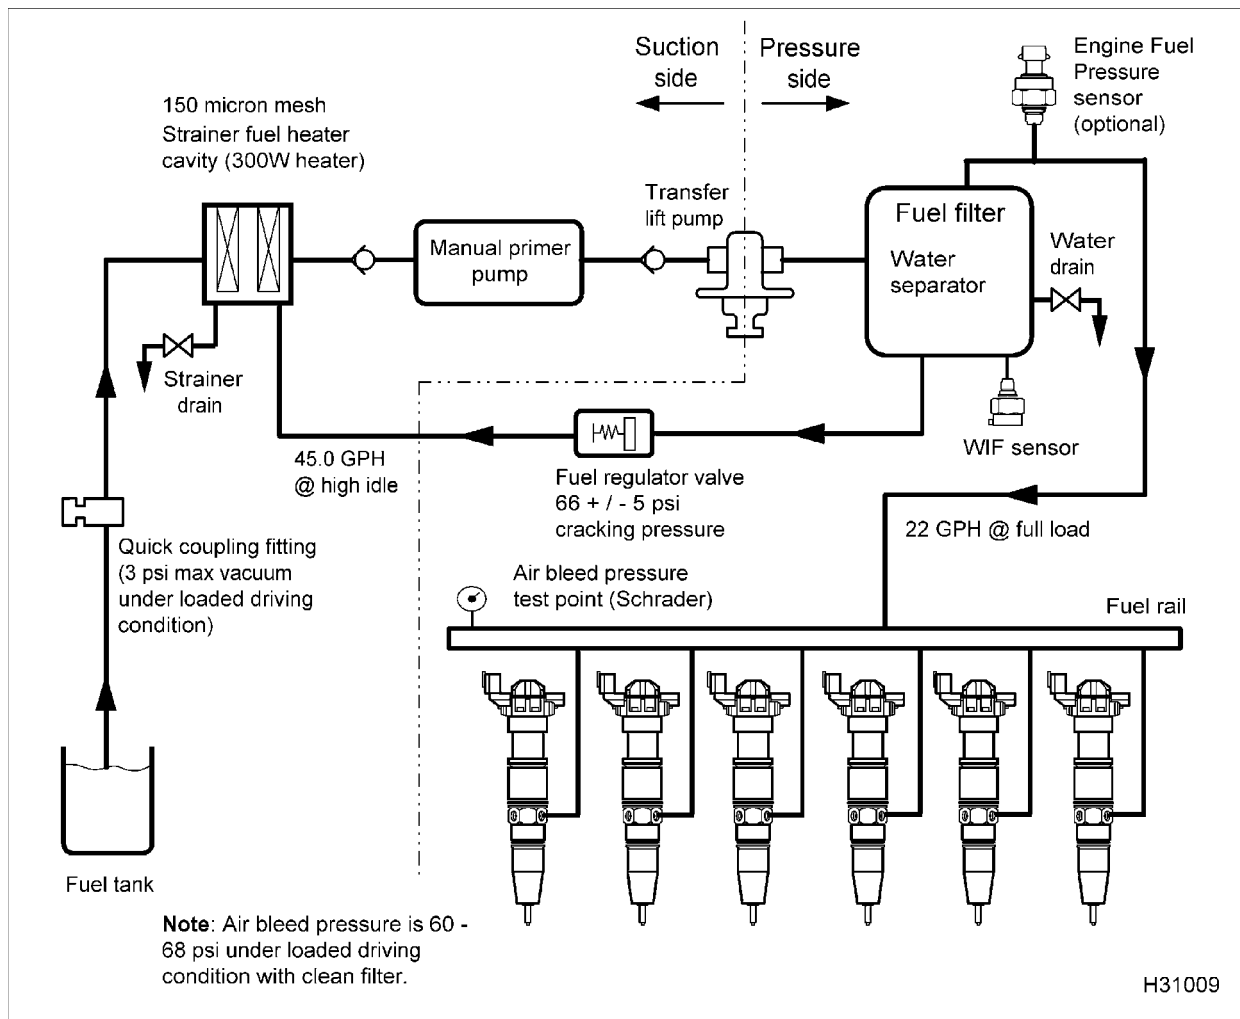 Suction
side
Pressure
side
Engine Fuel
Pressure
sensor
(optional)
150 micron mesh
Strainer fuel heater
cavity (300W heater)
Transfer
lift pump
Manual primer
pump
Fuel filter
Water
separator
Water
drain
Strainer
drain
WIF sensor
45.0 GPH
@ high idle
Fuel regulator valve
66 + / - 5 psi
cracking pressure
22 GPH @ full load
Quick coupling fitting
(3 psi max vacuum
under loaded driving
condition)
Air bleed pressure
test point (Schrader)
Fuel rail
Fuel tank
Note: Air bleed pressure is 60 -
68 psi under loaded driving
condition with clean filter.
H31009